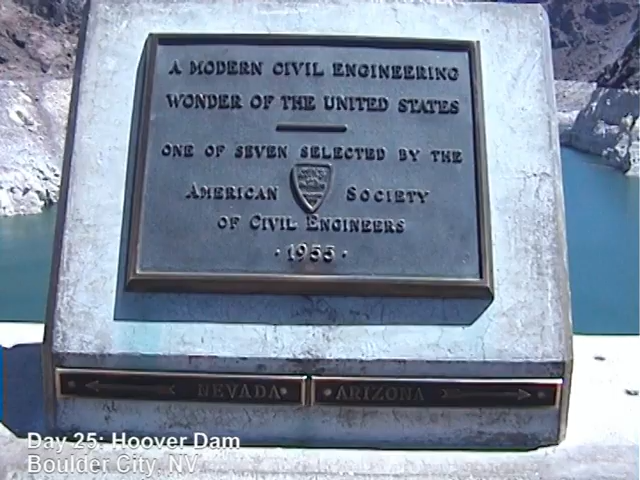 A MODERN CIVIL ENGINEERING
WONDER OF THE UNITED STATES
ONE OF SEVEN SELECTED BY THE
AMERICAN SOCIETY
OF CIVIL ENGINEERS
· 1955 ·
NEVADA ARIZONA
Day 25: Hoover Dam
Boulder City, NV